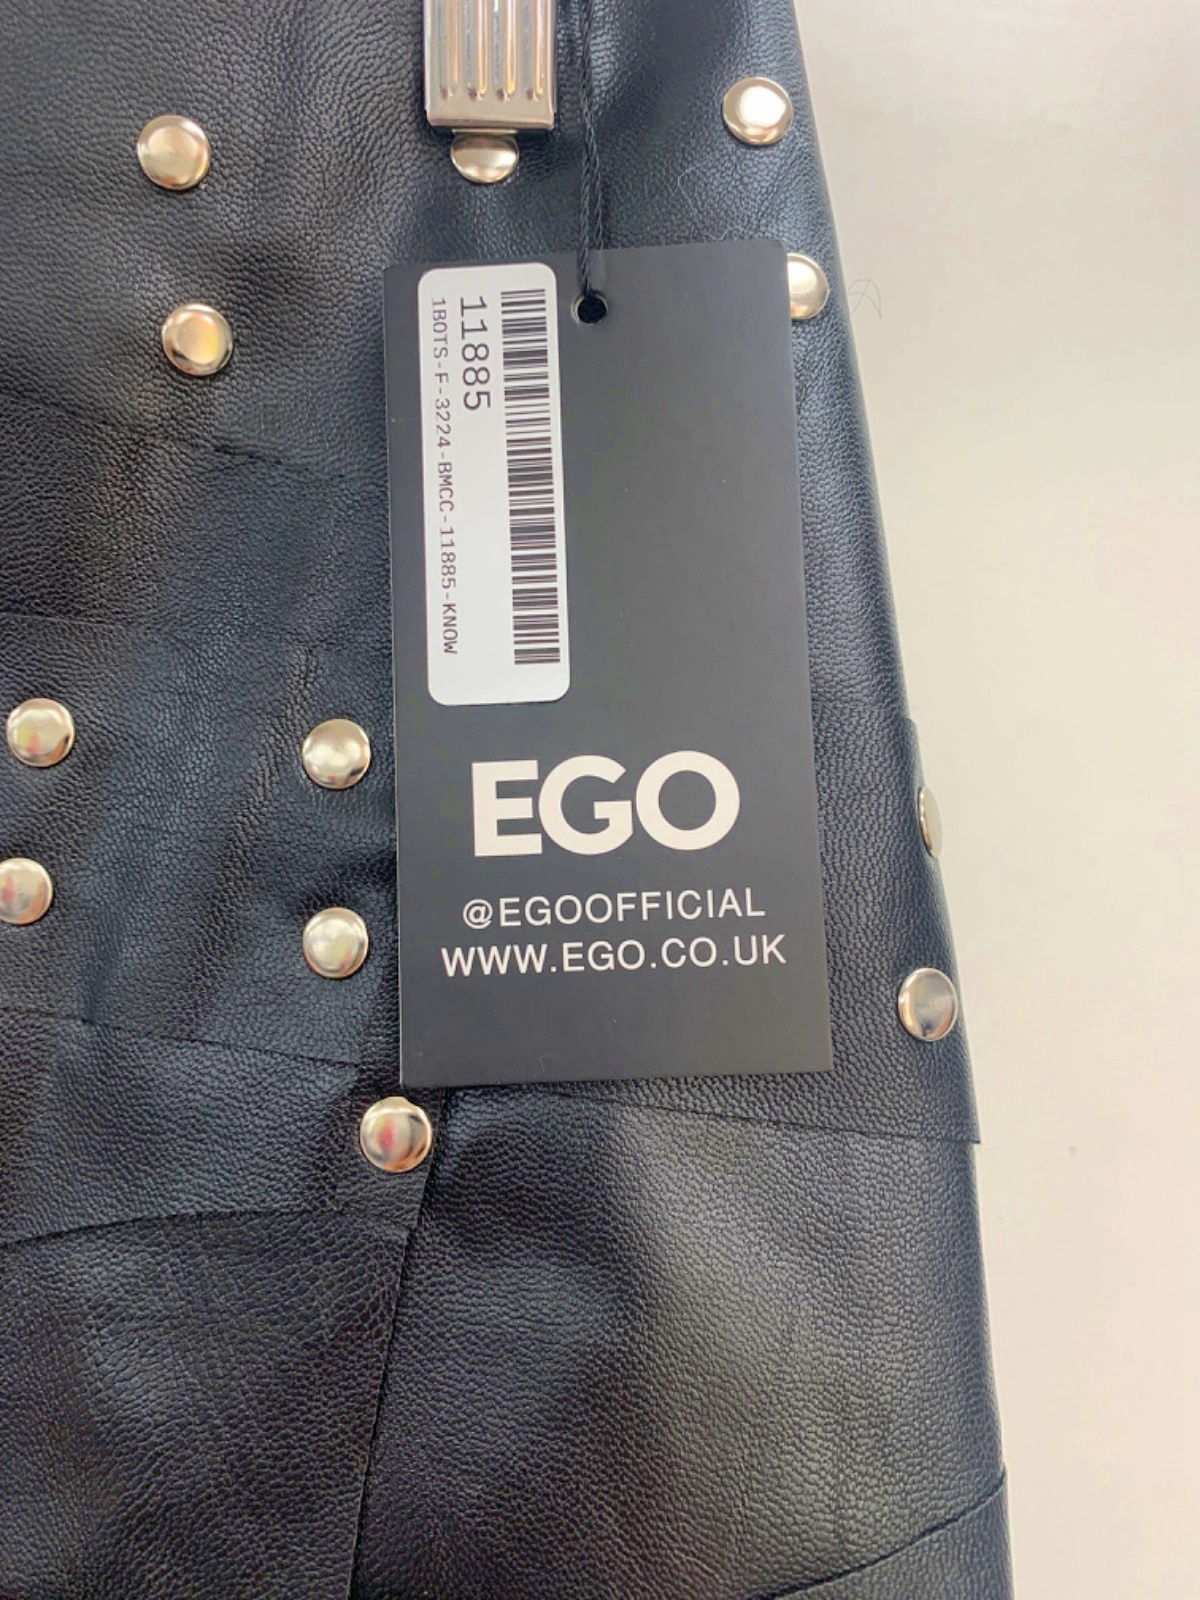 11885
1BOTS-F-3224-BMCC-11885-KNOW
EGO
@EGOOFFICIAL
WWW.EGO.CO.UK